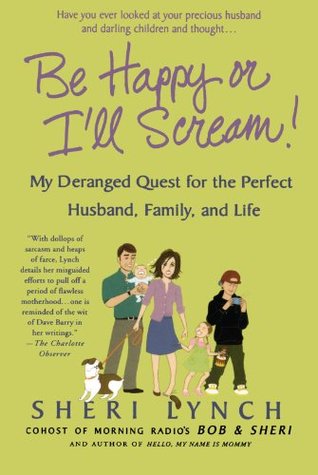 Have you ever looked at your precious husband
and darling children and thought...
Be Happy or
I'll Scream!
My Deranged Quest for the Perfect
Husband, Family, and Life
"With dollops of
sarcasm and heaps
of farce, Lynch
details her misguided
efforts to pull off a
period of flawless
motherhood...one is
reminded of the wit
of Dave Barry in
her writings."
—The Charlotte
Observer
SHERI LYNCH
COHOST OF MORNING RADIO'S BOB & SHERI
AND AUTHOR OF HELLO, MY NAME IS MOMMY